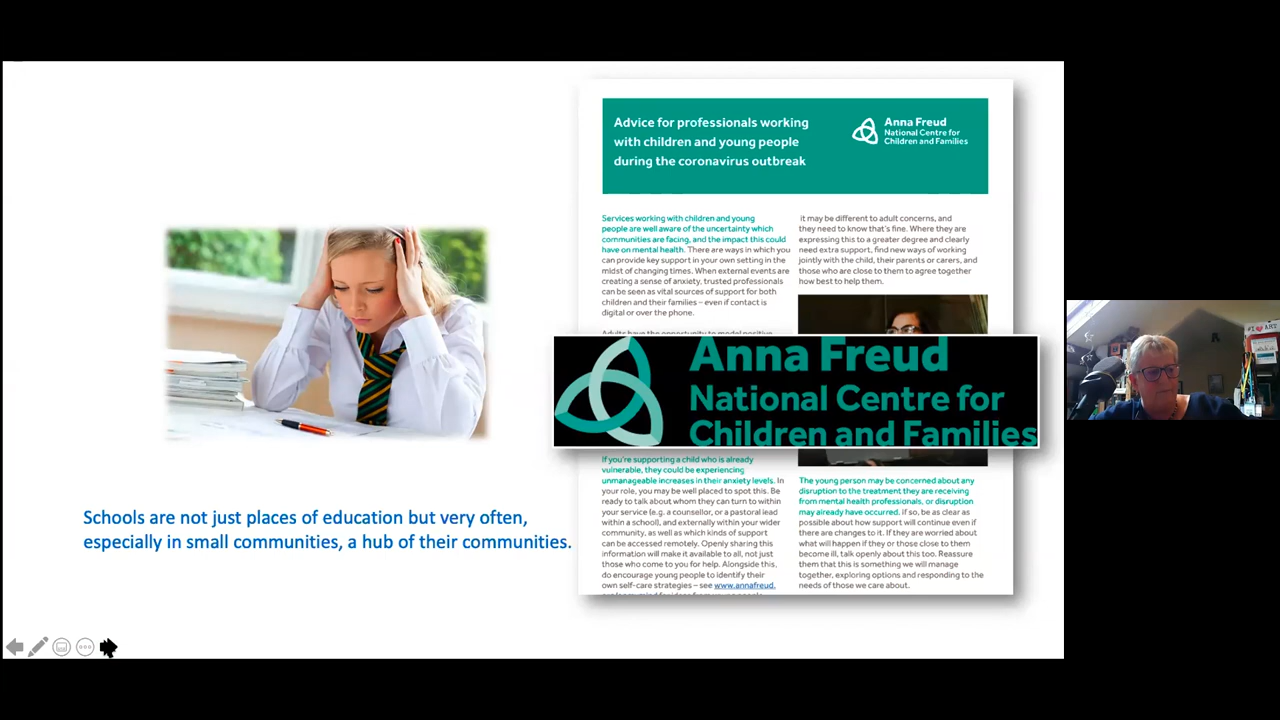 Advice for professionals working
with children and young people
during the coronavirus outbreak
Anna Freud
National Centre for
Children and Families
Services working with children and young
people are well aware of the uncertainty which
communities are facing, and the impact this could
have on mental health. There are ways in which you
can provide key support in your own setting in the
midst of changing times. When external events are
creating a sense of anxiety, trusted professionals
can be seen as vital sources of support for both
children and their families – even if contact is
digital or over the phone.
Adults have the opportunity to model positive
it may be different to adult concerns, and
they need to know that's fine. Where they are
expressing this to a greater degree and clearly
need extra support, find new ways of working
jointly with the child, their parents or carers, and
those who are close to them to agree together
how best to help them.
Anna Freud
National Centre for
Children and Families
If you're supporting a child who is already
vulnerable, they could be experiencing
unmanageable increases in their anxiety levels. In
your role, you may be well placed to spot this. Be
ready to talk about whom they can turn to within
your service (e.g. a counsellor, or a pastoral lead
within a school), and externally within your wider
community, as well as which kinds of support
can be accessed remotely. Openly sharing this
information will make it available to all, not just
those who come to you for help. Alongside this,
do encourage young people to identify their
own self-care strategies – see www.annafreud.
The young person may be concerned about any
disruption to the treatment they are receiving
from mental health professionals, or disruption
may already have occurred. if so, be as clear as
possible about how support will continue even if
there are changes to it. If they are worried about
what will happen if they or those close to them
become ill, talk openly about this too. Reassure
them that this is something we will manage
together, exploring options and responding to the
needs of those we care about.
Schools are not just places of education but very often,
especially in small communities, a hub of their communities.
ART